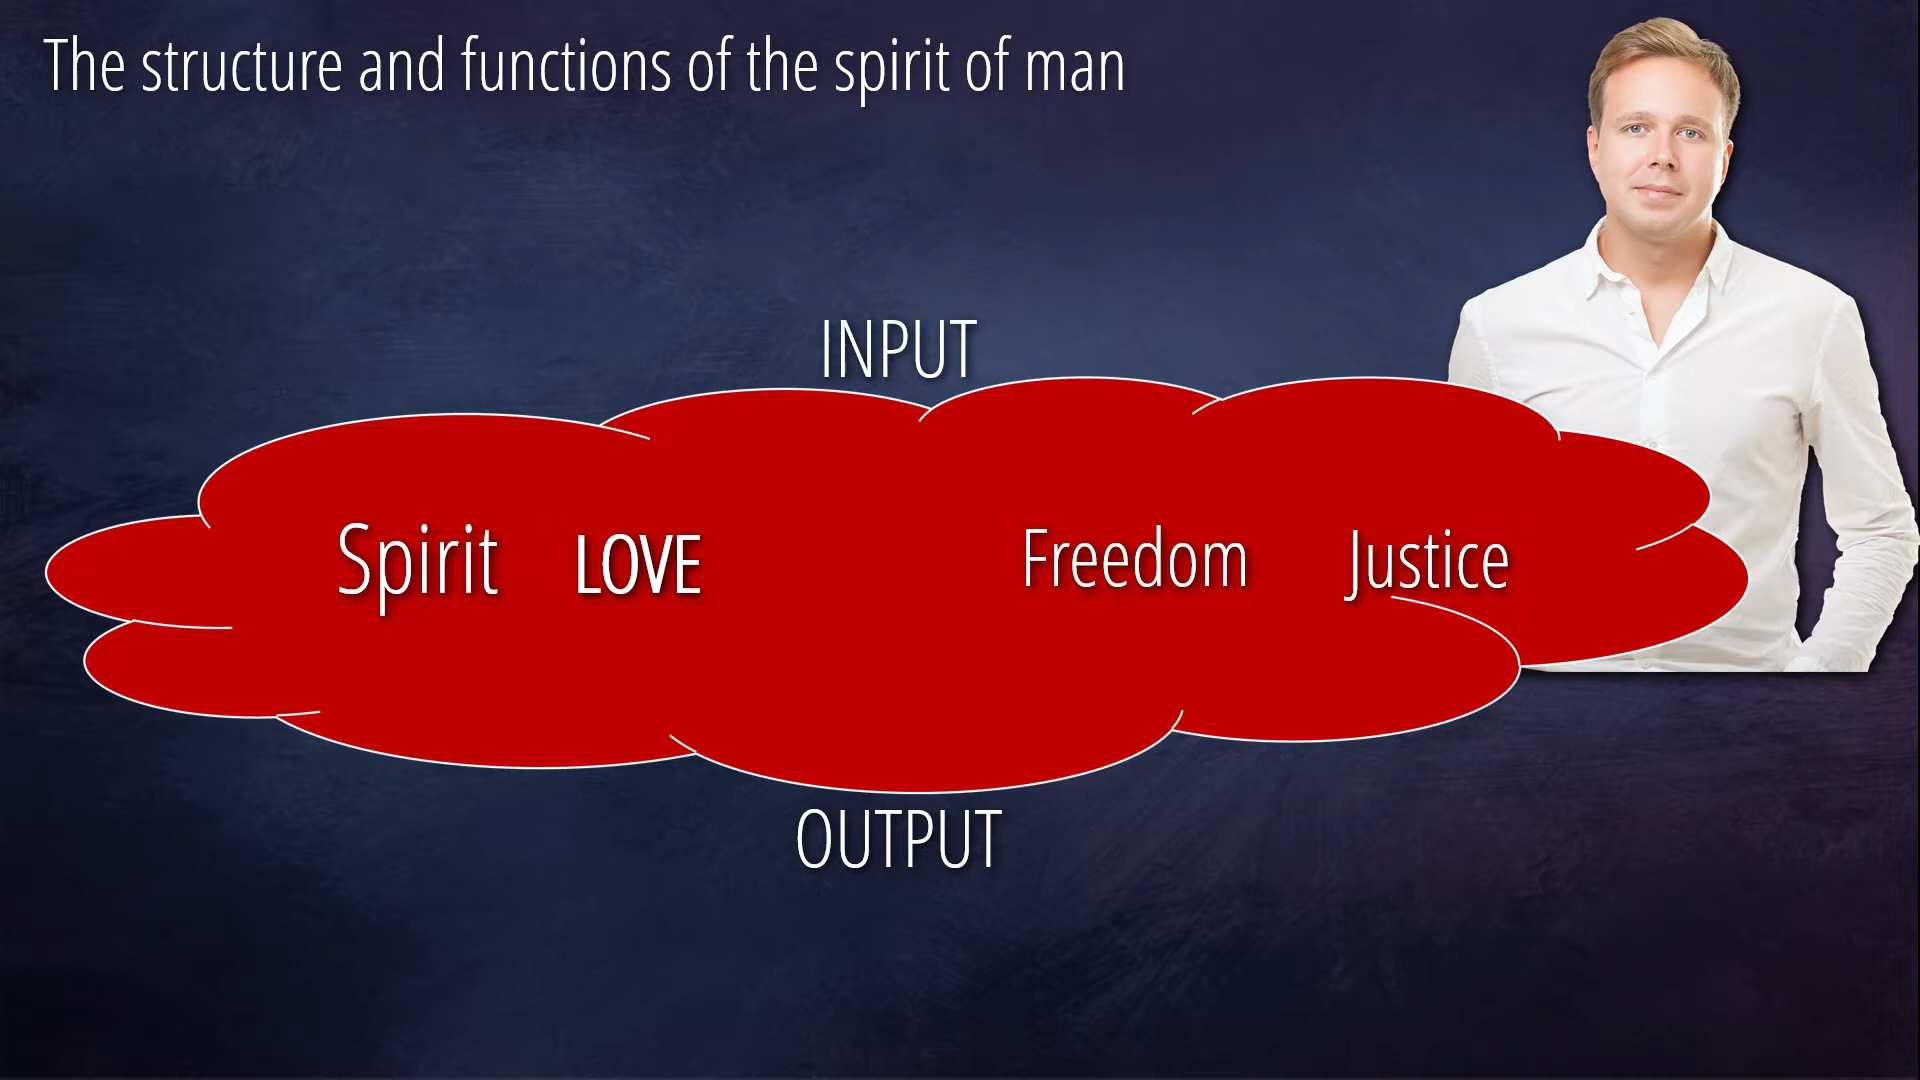 The structure and functions of the spirit of man
INPUT
Spirit LOVE Freedom Justice
OUTPUT